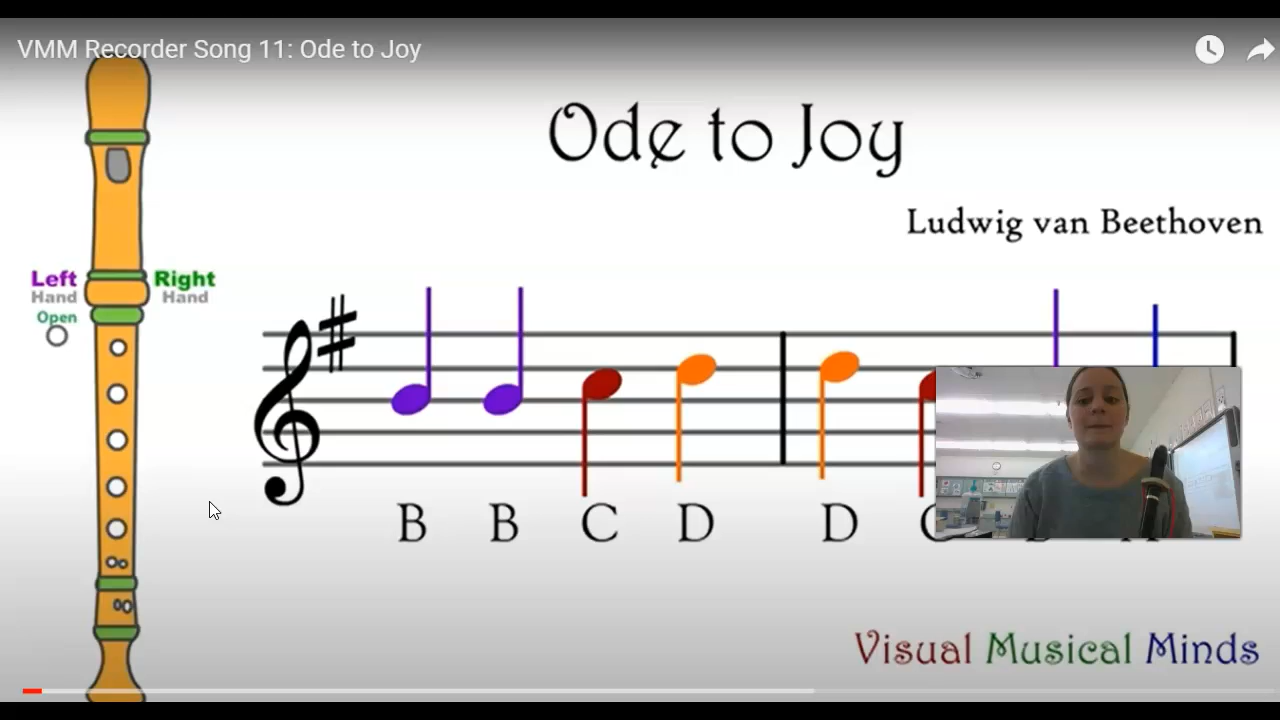 VMM Recorder Song 11: Ode to Joy
Ode to Joy
Ludwig van Beethoven
Left Right
Hand Hand
Open
B B C D D
Visual Musical Minds